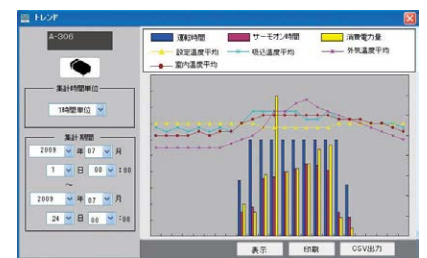 トレンド
A-306
集計時間単位
1時間単位
集計期間
2009 年 07 月
1 日 00 :00
～
2009 年 07 月
24 日 00 :00
運転時間 サーモオン時間 消費電力量
設定温度平均 吸込温度平均 外気温度平均
室内温度平均
表示 印刷 CSV出力